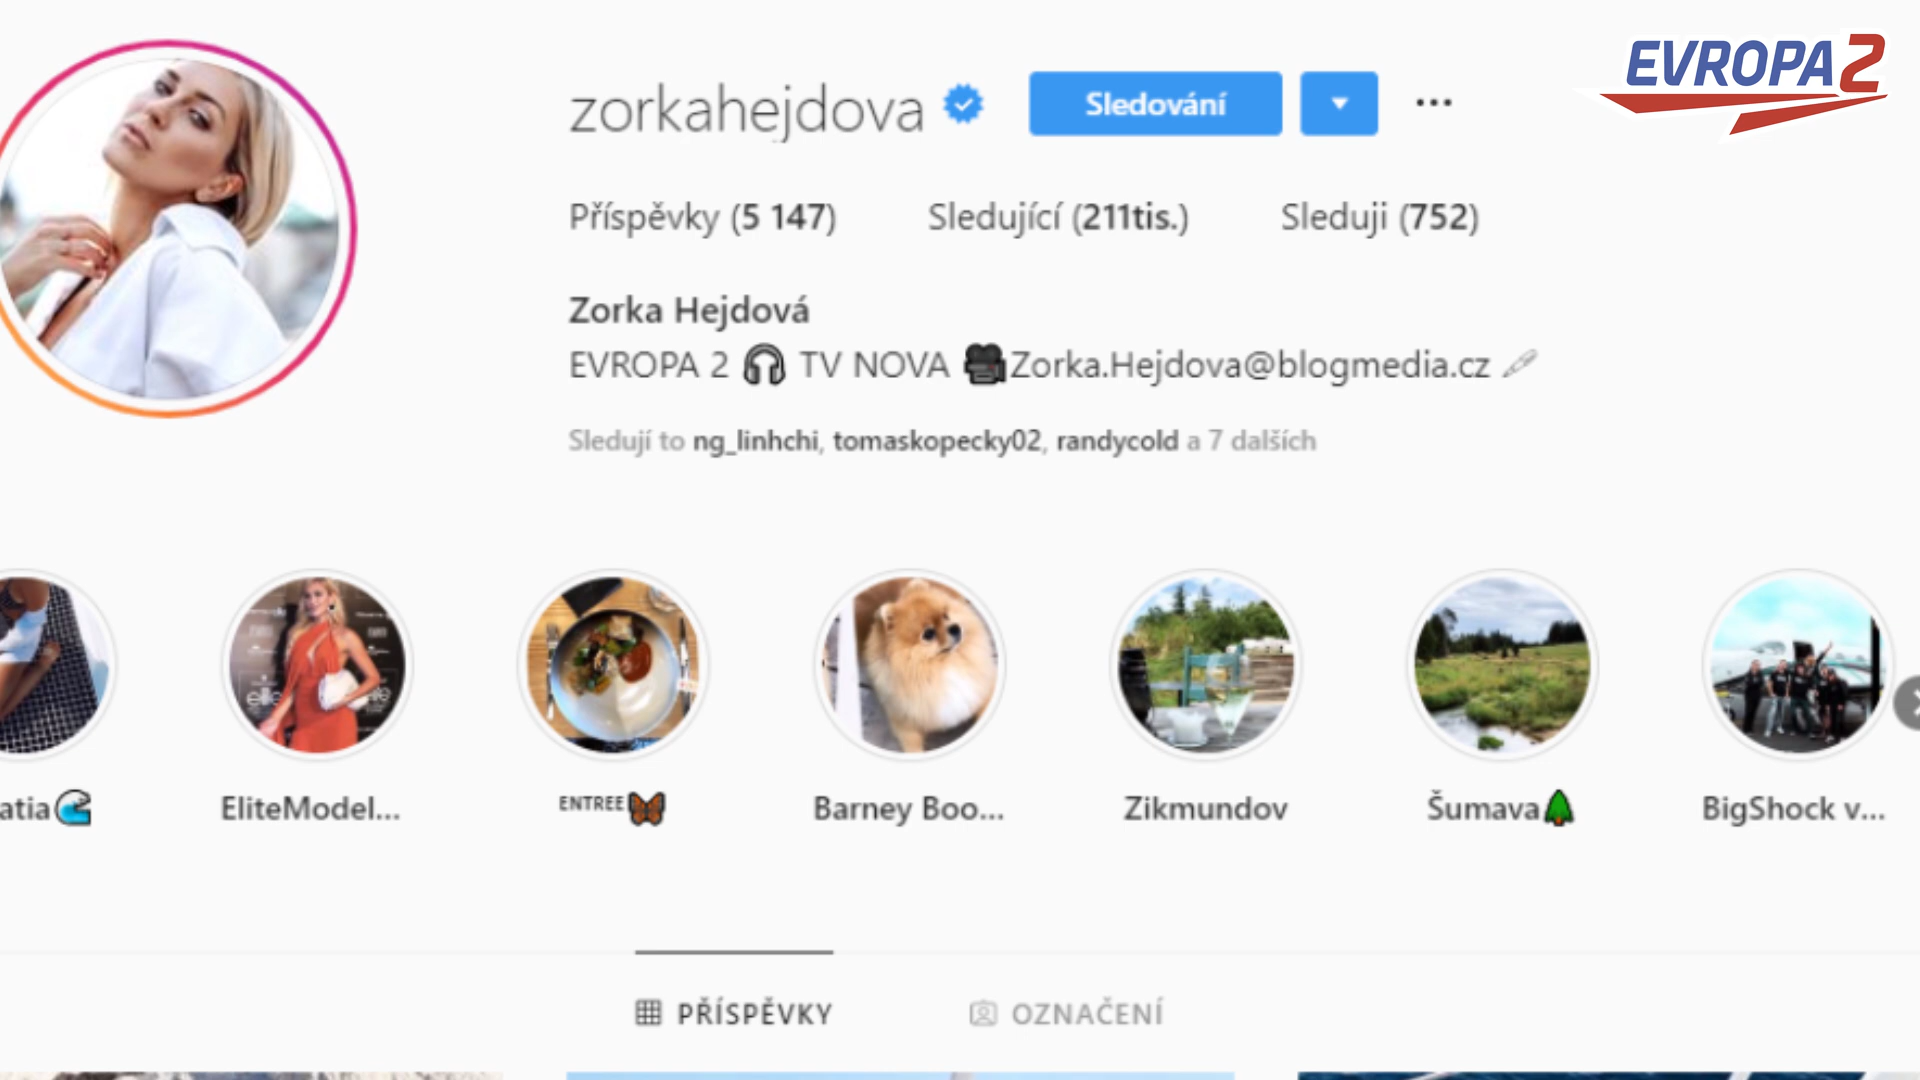 EVROPA 2
zorkahejdova
Sledování
Příspěvky (5 147) Sledující (211tis.) Sleduji (752)
Zorka Hejdová
EVROPA 2 🎧 TV NOVA 🎥Zorka.Hejdova@blogmedia.cz 🖋
Sledují to ng_linhchi, tomaskopecky02, randycold a 7 dalších
elite
atia🌊 EliteModel... ENTREE🦋 Barney Boo... Zikmundov Šumava🌲 BigShock v...
PŘÍSPĚVKY OZNAČENÍ